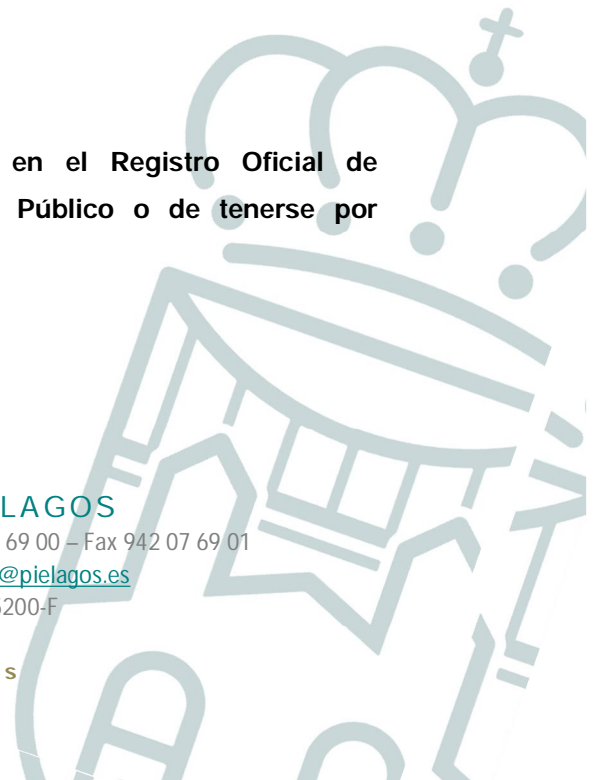 en el Registro Oficial de
Público o de tenerse por
LAGOS
69 00 – Fax 942 07 69 01
@pielagos.es
200-F
s